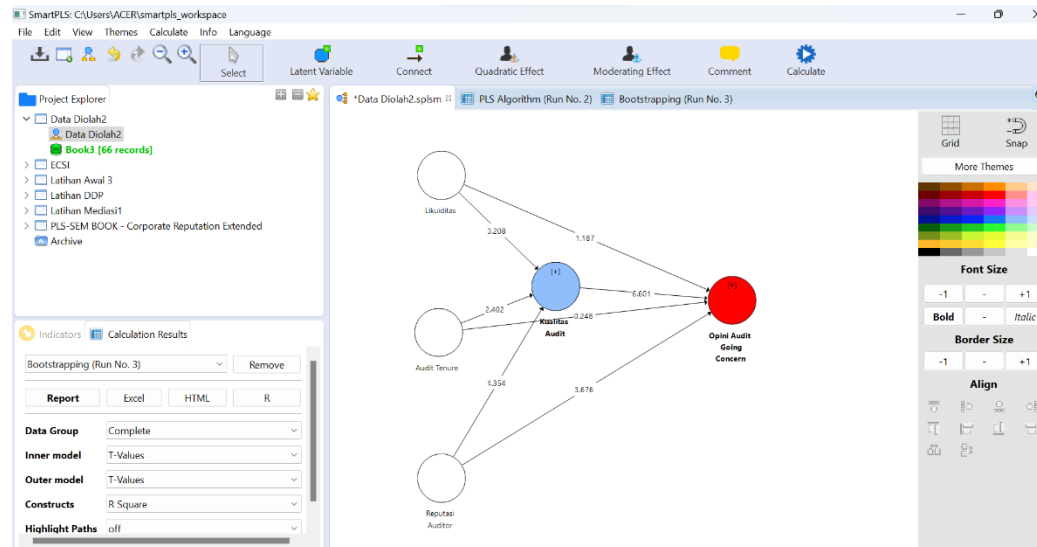 SmartPLS: C:\Users\ACER\smartpls_workspace
File Edit View Themes Calculate Info Language
Select
Latent Variable
Connect
Quadratic Effect
Moderating Effect
Comment
Calculate
Project Explorer
Data Diolah2
Data Diolah2
Book3 [66 records]
ECSI
Latihan Awal 3
Latihan DDP
Latihan Mediasi1
PLS-SEM BOOK - Corporate Reputation Extended
Archive
Indicators
Calculation Results
Bootstrapping (Run No. 3)
Remove
Report
Excel
HTML
R
Data Group
Complete
Inner model
T-Values
Outer model
T-Values
Constructs
R Square
Highlight Paths
off
*Data Diolah2.splsm
PLS Algorithm (Run No. 2)
Bootstrapping (Run No. 3)
Likuiditas
3.208
1.187
[+]
6.601
[+]
2.402
0.248
Kualitas
Audit
Opini Audit
Going
Concern
Audit Tenure
4.354
3.676
Reputasi
Auditor
Grid
Snap
More Themes
Font Size
-1 - +1
Bold - Italic
Border Size
-1 - +1
Align